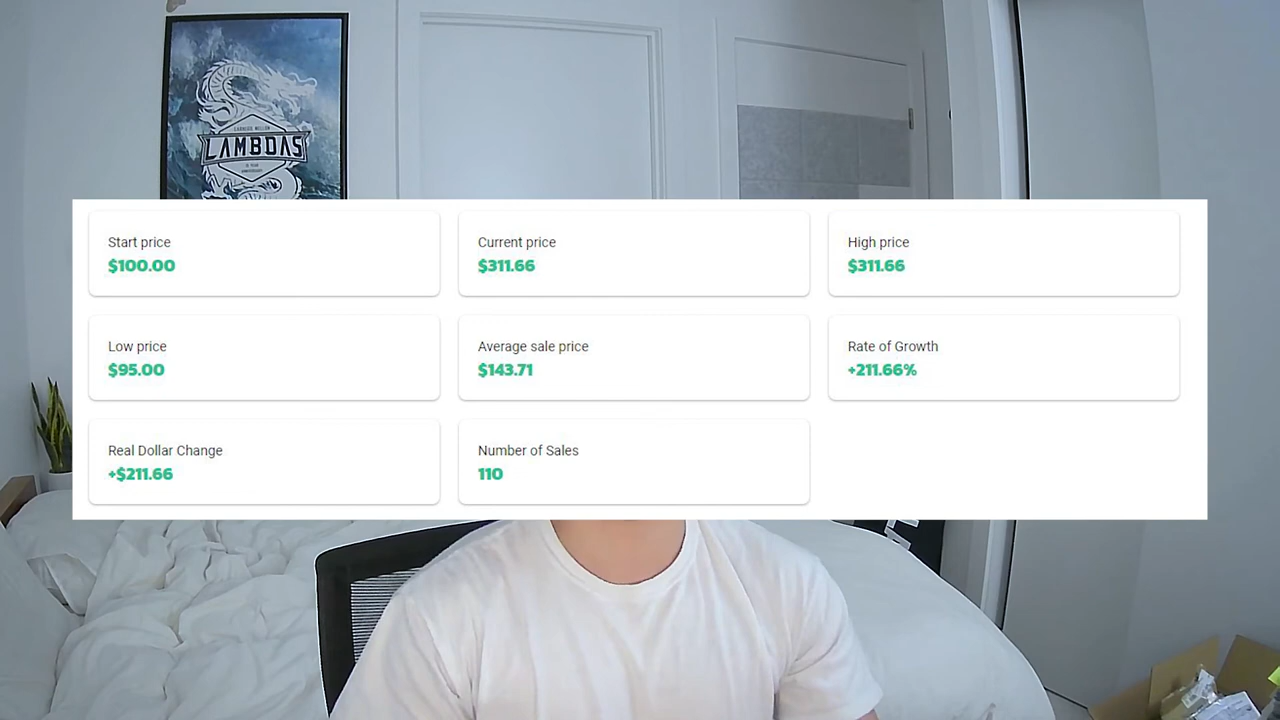 LAMBDAS
Start price
$100.00
Current price
$311.66
High price
$311.66
Low price
$95.00
Average sale price
$143.71
Rate of Growth
+211.66%
Real Dollar Change
+$211.66
Number of Sales
110